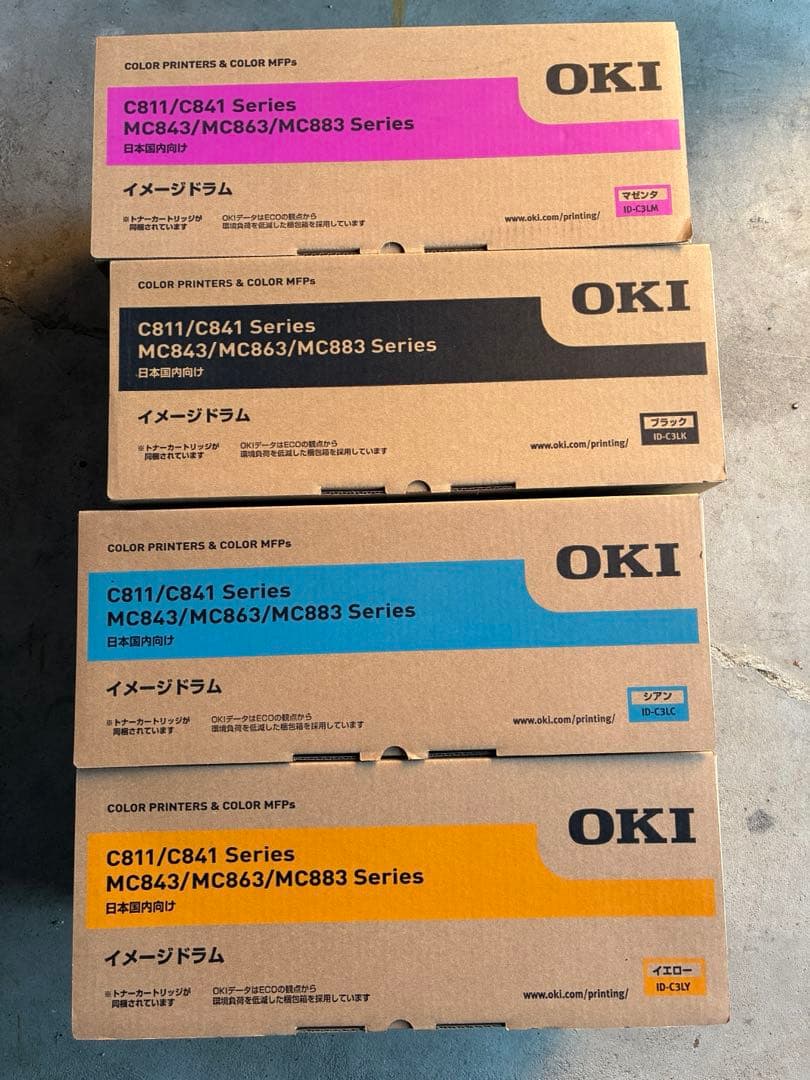 COLOR PRINTERS & COLOR MFPs
OKI
C811/C841 Series
MC843/MC863/MC883 Series
日本国内向け
イメージドラム
マゼンタ
ID-C3LM
※トナーカートリッジが
同梱されています
OKIデータはECOの観点から
環境負荷を低減した梱包箱を採用しています
www.oki.com/printing/
COLOR PRINTERS & COLOR MFPs
OKI
C811/C841 Series
MC843/MC863/MC883 Series
日本国内向け
イメージドラム
ブラック
ID-C3LK
※トナーカートリッジが
同梱されています
OKIデータはECOの観点から
環境負荷を低減した梱包箱を採用しています
www.oki.com/printing/
COLOR PRINTERS & COLOR MFPs
OKI
C811/C841 Series
MC843/MC863/MC883 Series
日本国内向け
イメージドラム
シアン
ID-C3LC
※トナーカートリッジが
同梱されています
OKIデータはECOの観点から
環境負荷を低減した梱包箱を採用しています
www.oki.com/printing/
COLOR PRINTERS & COLOR MFPs
OKI
C811/C841 Series
MC843/MC863/MC883 Series
日本国内向け
イメージドラム
イエロー
ID-C3LY
※トナーカートリッジが
同梱されています
OKIデータはECOの観点から
環境負荷を低減した梱包箱を採用しています
www.oki.com/printing/